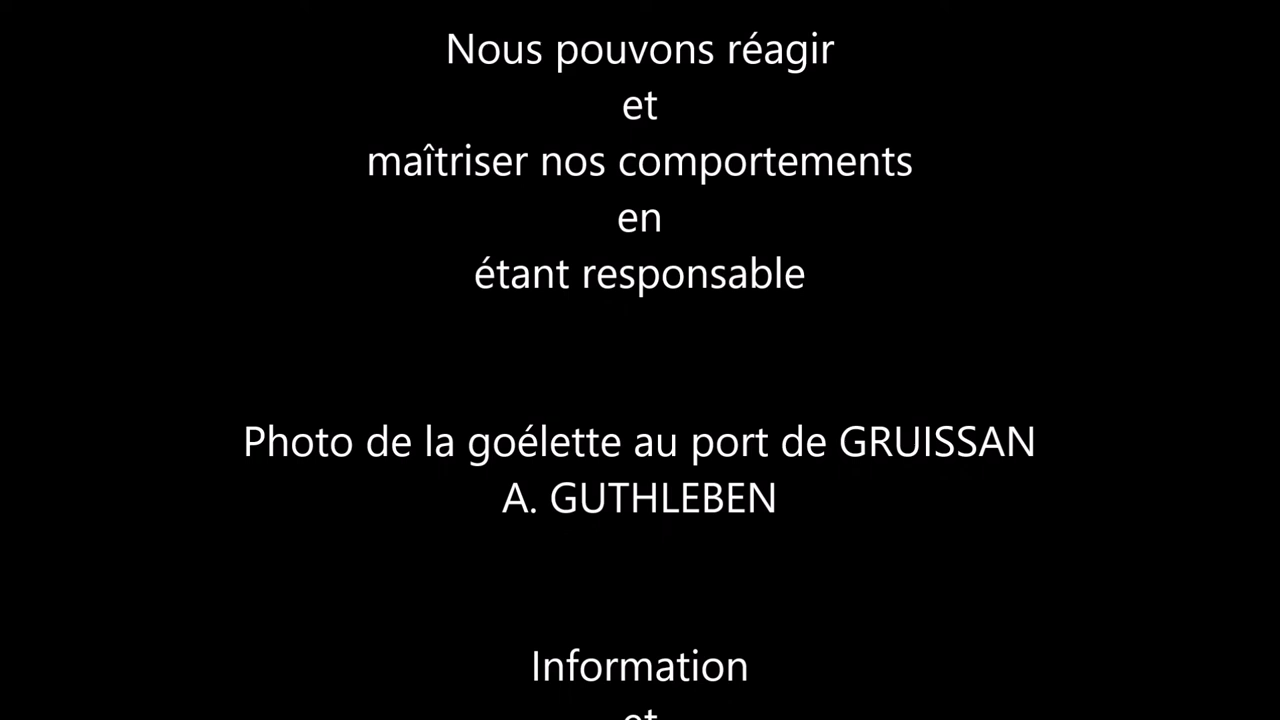 Nous pouvons réagir
et
maîtriser nos comportements
en
étant responsable
Photo de la goélette au port de GRUISSAN
A. GUTHLEBEN
Information
et